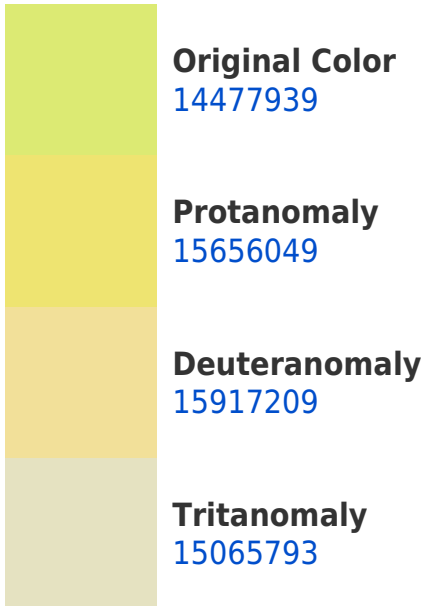 Original Color
14477939
Protanomaly
15656049
Deuteranomaly
15917209
Tritanomaly
15065793